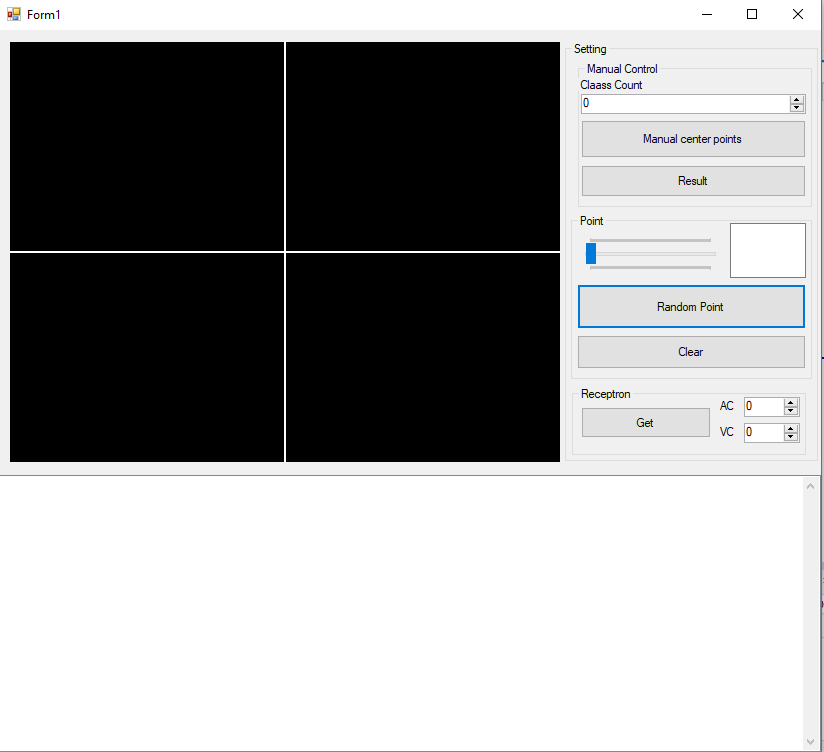 Form1
Setting
Manual Control
Claass Count
0
Manual center points
Result
Point
Random Point
Clear
Receptron
Get
AC 0
VC 0